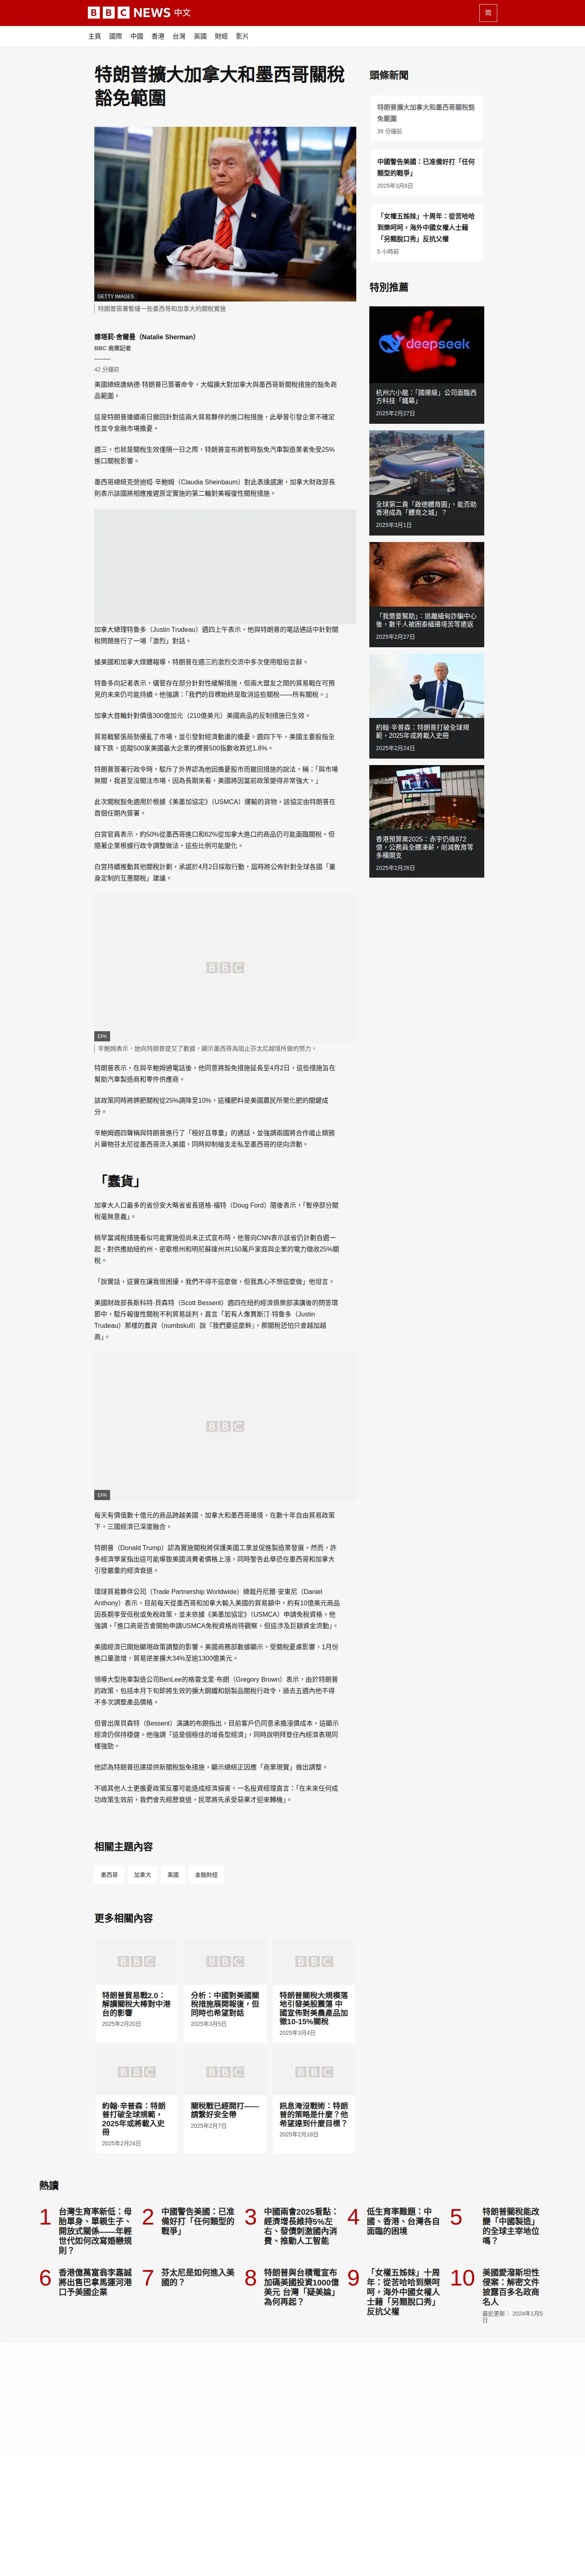 BBC NEWS 中文
简
主頁 國際 中國 香港 台灣 英國 財經 影片
特朗普擴大加拿大和墨西哥關稅
豁免範圍
GETTY IMAGES
特朗普簽署暫緩一些墨西哥和加拿大的關稅實施
娜塔莉·舍爾曼（Natalie Sherman）
BBC 商業記者
42 分鐘前
美國總統唐納德·特朗普已簽署命令，大幅擴大對加拿大與墨西哥新關稅措施的豁免商
品範圍。
這是特朗普連續兩日撤回針對這兩大貿易夥伴的進口稅措施，此舉曾引發企業不確定
性並令金融市場擔憂。
週三，也就是關稅生效僅隔一日之際，特朗普宣布將暫時豁免汽車製造業者免受25%
進口關稅影響。
墨西哥總統克勞迪婭·辛鮑姆（Claudia Sheinbaum）對此表達感謝，加拿大財政部長
則表示該國將相應推遲原定實施的第二輪對美報復性關稅措施。
加拿大總理特魯多（Justin Trudeau）週四上午表示，他與特朗普的電話通話中針對關
稅問題進行了一場「激烈」對話。
據美國和加拿大媒體報導，特朗普在週三的激烈交流中多次使用粗俗言辭。
特魯多向記者表示，儘管存在部分針對性緩解措施，但兩大盟友之間的貿易戰在可預
見的未來仍可能持續。他強調：「我們的目標始終是取消這些關稅——所有關稅。」
加拿大首輪針對價值300億加元（210億美元）美國商品的反制措施已生效。
貿易戰緊張局勢擾亂了市場，並引發對經濟動盪的擔憂。週四下午，美國主要股指全
線下跌，追蹤500家美國最大企業的標普500指數收跌近1.8%。
特朗普簽署行政令時，駁斥了外界認為他因擔憂股市而撤回措施的說法，稱：「與市場
無關，我甚至沒關注市場，因為長期來看，美國將因當前政策變得非常強大。」
此次關稅豁免適用於根據《美墨加協定》（USMCA）運輸的貨物，該協定由特朗普在
首個任期內簽署。
白宮官員表示，約50%從墨西哥進口和62%從加拿大進口的商品仍可能面臨關稅，但
隨著企業根據行政令調整做法，這些比例可能變化。
白宮持續推動其他關稅計劃，承諾於4月2日採取行動，屆時將公佈針對全球各國「量
身定制的互惠關稅」建議。
BBC
EPA
辛鮑姆表示，她向特朗普提交了數據，顯示墨西哥為阻止芬太尼越境所做的努力。
特朗普表示，在與辛鮑姆通電話後，他同意將豁免措施延長至4月2日，這些措施旨在
幫助汽車製造商和零件供應商。
該政策同時將鉀肥關稅從25%調降至10%，這種肥料是美國農民所需化肥的關鍵成
分。
辛鮑姆週四聲稱與特朗普進行了「極好且尊重」的通話，並強調兩國將合作遏止類鴉
片藥物芬太尼從墨西哥流入美國，同時抑制槍支走私至墨西哥的逆向流動。
「蠢貨」
加拿大人口最多的省份安大略省省長道格·福特（Doug Ford）隨後表示，「暫停部分關
稅毫無意義」。
稍早當減稅措施看似可能實施但尚未正式宣布時，他曾向CNN表示該省仍計劃自週一
起，對供應給紐約州、密歇根州和明尼蘇達州共150萬戶家庭與企業的電力徵收25%關
稅。
「說實話，這實在讓我很困擾。我們不得不這麼做，但我真心不想這麼做」他坦言。
美國財政部長斯科特·貝森特（Scott Bessent）週四在紐約經濟俱樂部演講後的問答環
節中，駁斥報復性關稅不利貿易談判，直言「若有人像賈斯汀·特魯多（Justin
Trudeau）那樣的蠢貨（numbskull）說『我們要這麼幹』，那關稅恐怕只會越加越
高」。
BBC
EPA
每天有價值數十億元的商品跨越美國、加拿大和墨西哥邊境，在數十年自由貿易政策
下，三國經濟已深度融合。
特朗普（Donald Trump）認為實施關稅將保護美國工業並促進製造業發展。然而，許
多經濟學家指出這可能導致美國消費者價格上漲，同時警告此舉恐在墨西哥和加拿大
引發嚴重的經濟衰退。
環球貿易夥伴公司（Trade Partnership Worldwide）總裁丹尼爾·安東尼（Daniel
Anthony）表示，目前每天從墨西哥和加拿大輸入美國的貿易額中，約有10億美元商品
因長期享受低稅或免稅政策，並未依據《美墨加協定》（USMCA）申請免稅資格。他
強調，「進口商是否會開始申請USMCA免稅資格尚待觀察，但這涉及巨額資金流動」。
美國經濟已開始顯現政策調整的影響。美國商務部數據顯示，受關稅憂慮影響，1月份
進口量激增，貿易逆差擴大34%至逾1300億美元。
領導大型拖車製造公司BenLee的格雷戈里·布朗（Gregory Brown）表示，由於特朗普
的政策，包括本月下旬即將生效的擴大鋼鐵和鋁製品關稅行政令，過去五週內他不得
不多次調整產品價格。
但曾出席貝森特（Bessent）演講的布朗指出，目前客戶仍同意承擔漲價成本，這顯示
經濟仍保持穩健。他強調「這是個極佳的增長型經濟」，同時說明拜登任內經濟表現同
樣強勁。
他認為特朗普迅速提供新關稅豁免措施，顯示總統正因應「商業現實」做出調整。
不過其他人士更擔憂政策反覆可能造成經濟損害。一名投資經理直言：「在未來任何成
功政策生效前，我們會先經歷衰退，民眾將先承受惡果才迎來轉機」。
相關主題內容
墨西哥 加拿大 美國 金融財經
更多相關內容
BBC
特朗普貿易戰2.0：
解讀關稅大棒對中港
台的影響
2025年2月20日
BBC
分析：中國對美國關
稅措施展開報復，但
同時也希望對話
2025年3月5日
BBC
特朗普關稅大規模落
地引發美股震蕩 中
國宣佈對美農產品加
徵10-15%關稅
2025年3月4日
BBC
約翰·辛普森：特朗
普打破全球規範，
2025年或將載入史
冊
2025年2月24日
BBC
關稅戰已經開打——
請繫好安全帶
2025年2月7日
BBC
訊息淹沒戰術：特朗
普的策略是什麼？他
希望達到什麼目標？
2025年2月18日
頭條新聞
特朗普擴大加拿大和墨西哥關稅豁
免範圍
39 分鐘前
中國警告美國：已准備好打「任何
類型的戰爭」
2025年3月6日
「女權五姊妹」十周年：從苦哈哈
到樂呵呵，海外中國女權人士藉
「另類脫口秀」反抗父權
5 小時前
特別推薦
deepseek
杭州六小龍：「國運級」公司面臨西
方科技「鐵幕」
2025年2月27日
全球第二貴「啟德體育園」，能否助
香港成為「體育之城」？
2025年3月1日
「我需要幫助」：逃離緬甸詐騙中心
後，數千人被困泰緬邊境苦等遣返
2025年2月27日
約翰·辛普森：特朗普打破全球規
範，2025年或將載入史冊
2025年2月24日
香港預算案2025：赤字仍達872
億，公務員全體凍薪，削減教育等
多種開支
2025年2月26日
熱讀
1 台灣生育率新低：母
胎單身、單親生子、
開放式關係——年輕
世代如何改寫婚戀規
則？
2 中國警告美國：已准
備好打「任何類型的
戰爭」
3 中國兩會2025看點：
經濟增長維持5%左
右、發債刺激國內消
費、推動人工智能
4 低生育率難題：中
國、香港、台灣各自
面臨的困境
5 特朗普關稅能改
變「中國製造」
的全球主宰地位
嗎？
6 香港億萬富翁李嘉誠
將出售巴拿馬運河港
口予美國企業
7 芬太尼是如何進入美
國的？
8 特朗普與台積電宣布
加碼美國投資1000億
美元 台灣「疑美論」
為何再起？
9 「女權五姊妹」十周
年：從苦哈哈到樂呵
呵，海外中國女權人
士藉「另類脫口秀」
反抗父權
10 美國愛潑斯坦性
侵案：解密文件
披露百多名政商
名人
最近更新： 2024年1月5
日